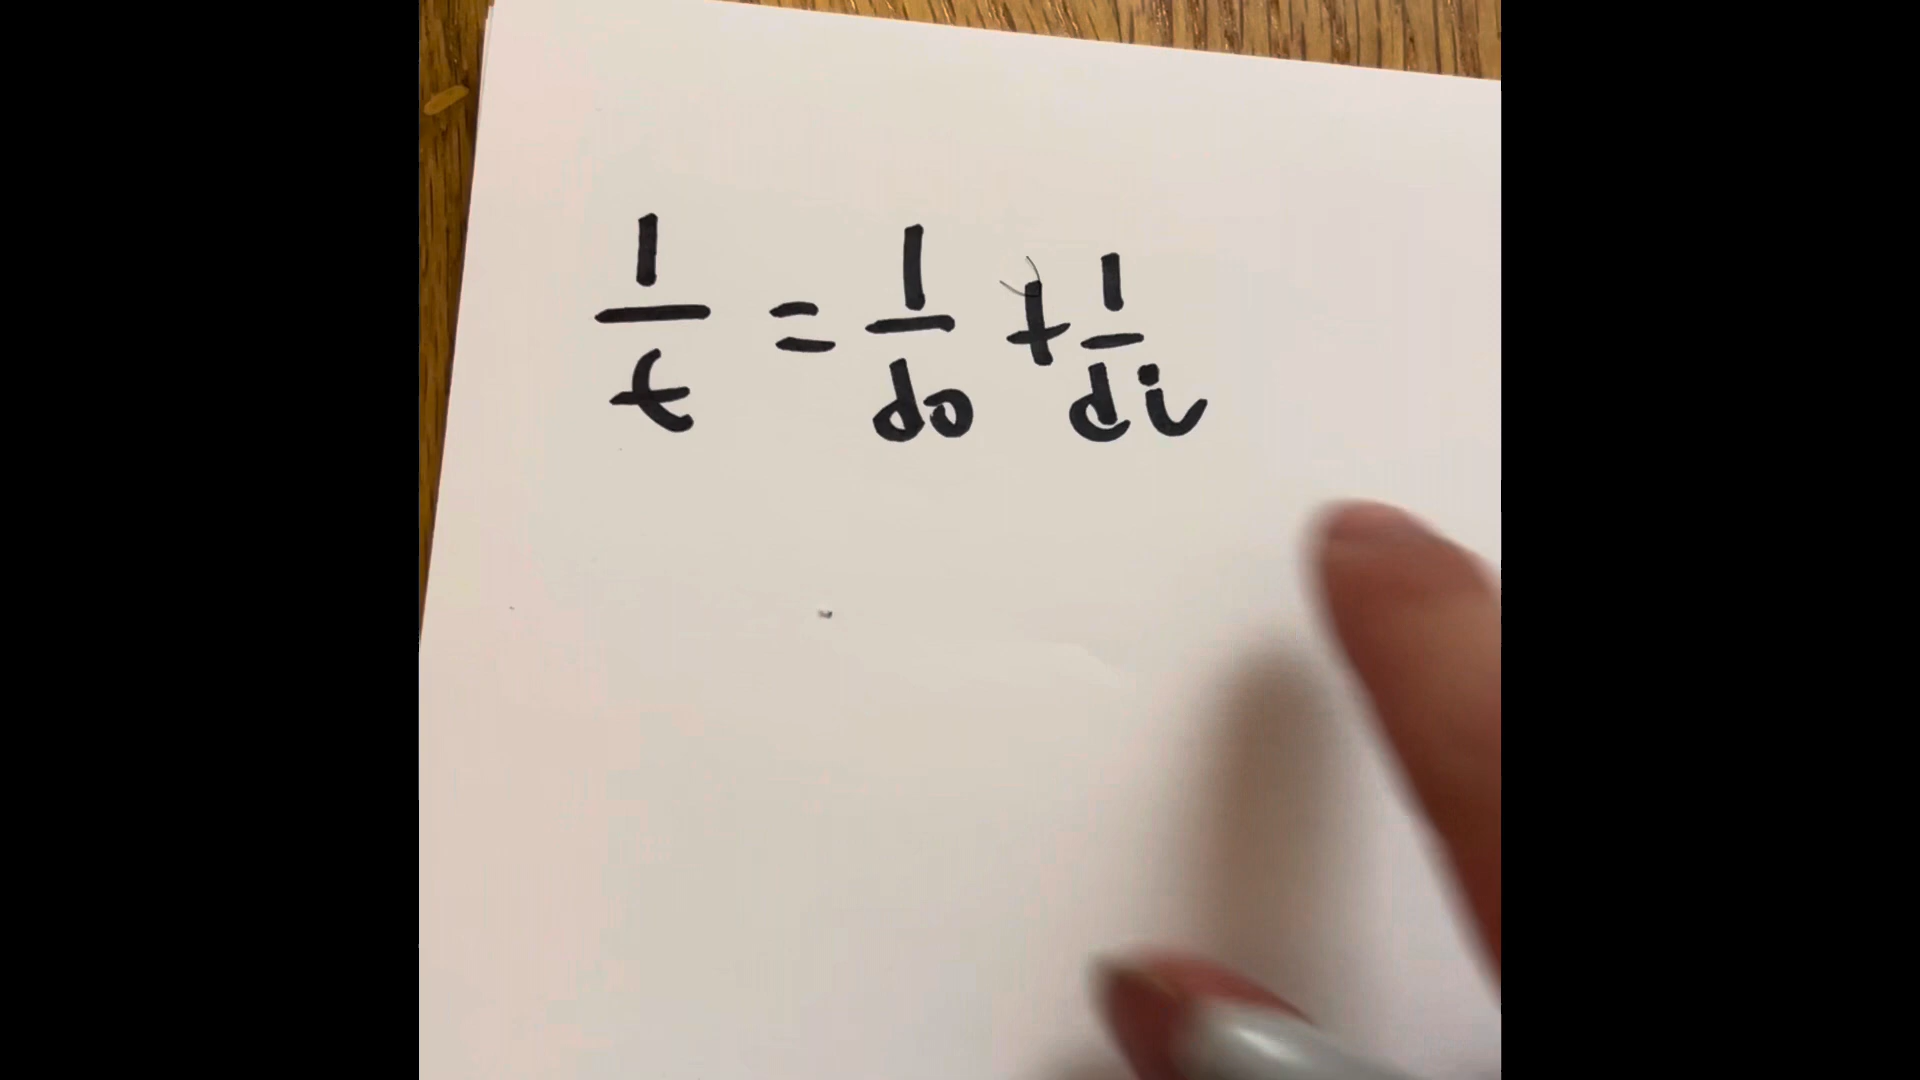 1/t = 1/do + 1/di